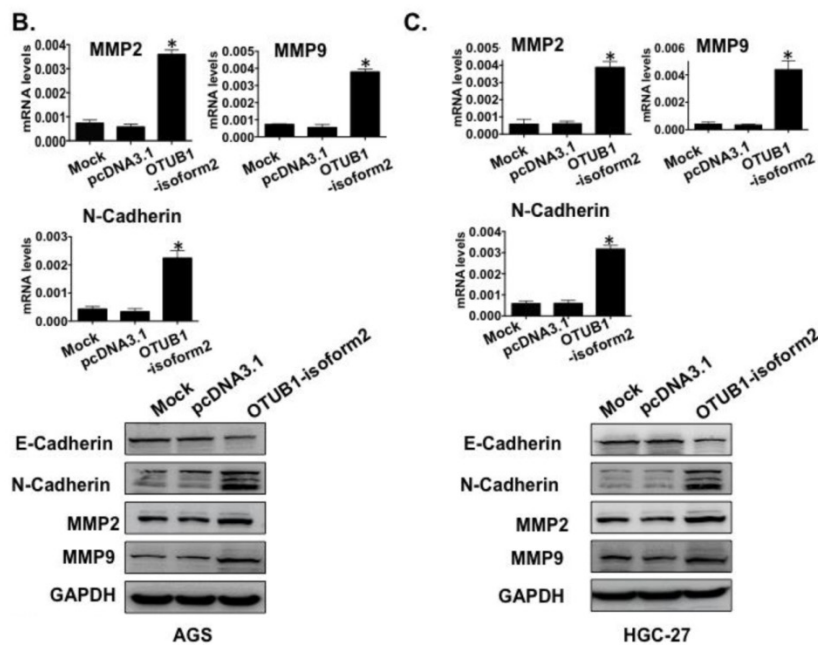 B.
MMP2
*
mRNA levels
0.004
0.003
0.002
0.001
0.000
Mock
pcDNA3.1
OTUB1
-isoform2
MMP9
*
mRNA levels
0.005
0.004
0.003
0.002
0.001
0.000
Mock
pcDNA3.1
OTUB1
-isoform2
N-Cadherin
*
mRNA levels
0.003
0.002
0.001
0.000
Mock
pcDNA3.1
OTUB1
-isoform2
Mock
pcDNA3.1
OTUB1-isoform2
E-Cadherin
N-Cadherin
MMP2
MMP9
GAPDH
AGS
C.
MMP2
*
mRNA levels
0.005
0.004
0.003
0.002
0.001
0.000
Mock
pcDNA3.1
OTUB1
-isoform2
MMP9
*
mRNA levels
0.006
0.004
0.002
0.000
Mock
pcDNA3.1
OTUB1
-isoform2
N-Cadherin
*
mRNA levels
0.004
0.003
0.002
0.001
0.000
Mock
pcDNA3.1
OTUB1
-isoform2
Mock
pcDNA3.1
OTUB1-isoform2
E-Cadherin
N-Cadherin
MMP2
MMP9
GAPDH
HGC-27